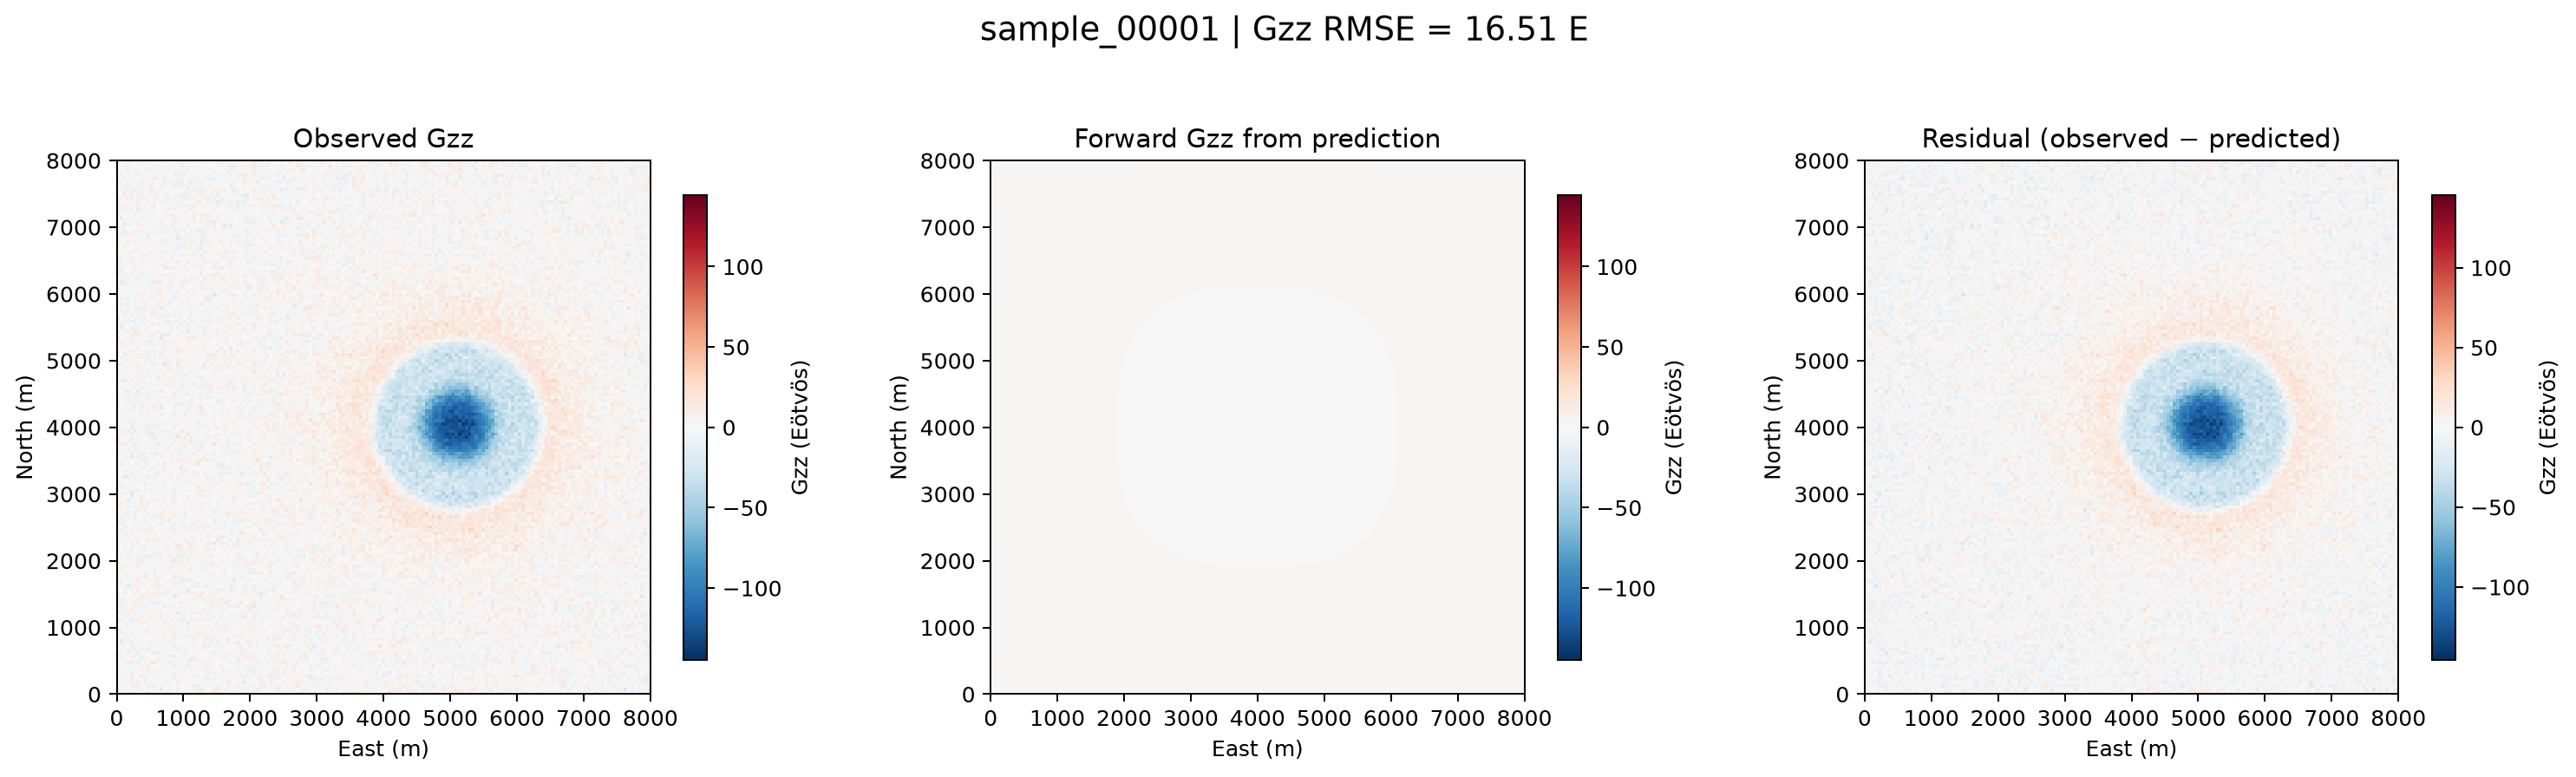 sample_00001 | Gzz RMSE = 16.51 E
Observed Gzz
8000
7000
6000
5000
4000
3000
2000
1000
0
North (m)
0 1000 2000 3000 4000 5000 6000 7000 8000
East (m)
100
50
0
−50
−100
Gzz (Eötvös)
Forward Gzz from prediction
8000
7000
6000
5000
4000
3000
2000
1000
0
North (m)
0 1000 2000 3000 4000 5000 6000 7000 8000
East (m)
100
50
0
−50
−100
Gzz (Eötvös)
Residual (observed − predicted)
8000
7000
6000
5000
4000
3000
2000
1000
0
North (m)
0 1000 2000 3000 4000 5000 6000 7000 8000
East (m)
100
50
0
−50
−100
Gzz (Eötvös)